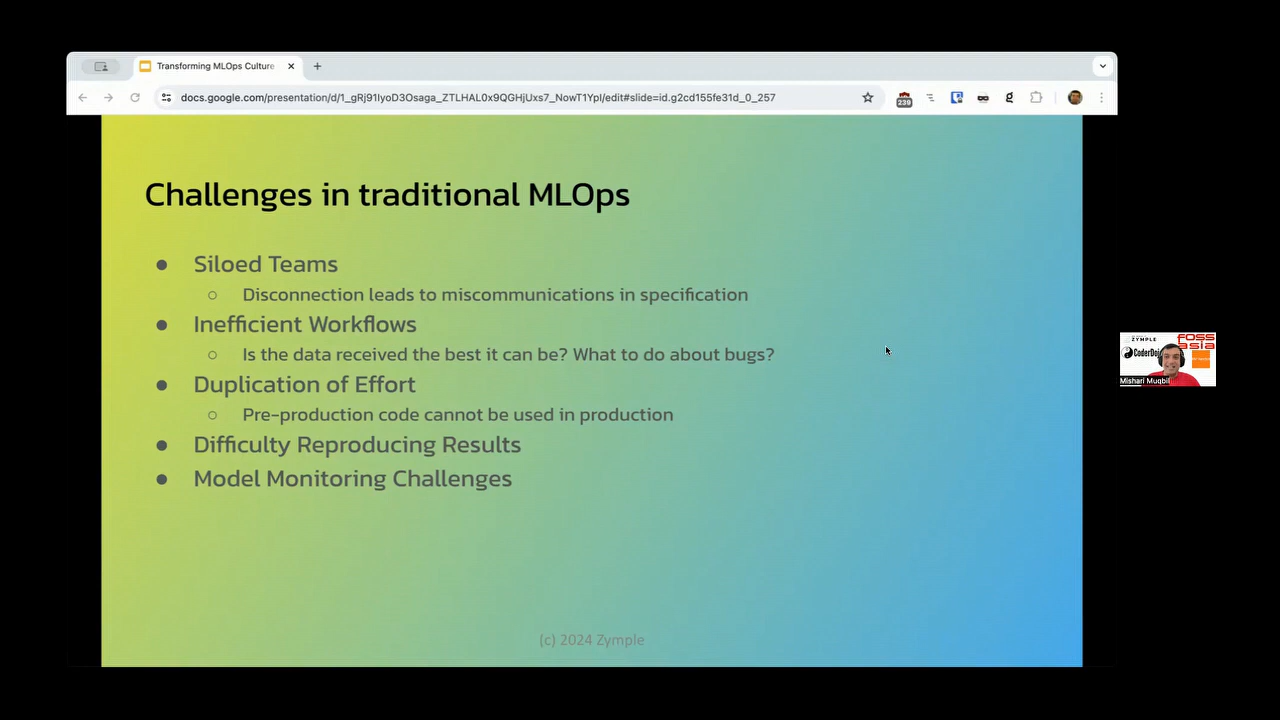 Transforming MLOps Culture
docs.google.com/presentation/d/1_gRj91IyoD3Osaga_ZTLHAL0x9QGHjUxs7_NowT1YpI/edit#slide=id.g2cd155fe31d_0_257
239
g
Challenges in traditional MLOps
● Siloed Teams
○ Disconnection leads to miscommunications in specification
● Inefficient Workflows
○ Is the data received the best it can be? What to do about bugs?
● Duplication of Effort
○ Pre-production code cannot be used in production
● Difficulty Reproducing Results
● Model Monitoring Challenges
(c) 2024 Zymple
ZYMPLE
FOSS
asia
CoderDoj
Mishari Muqbil